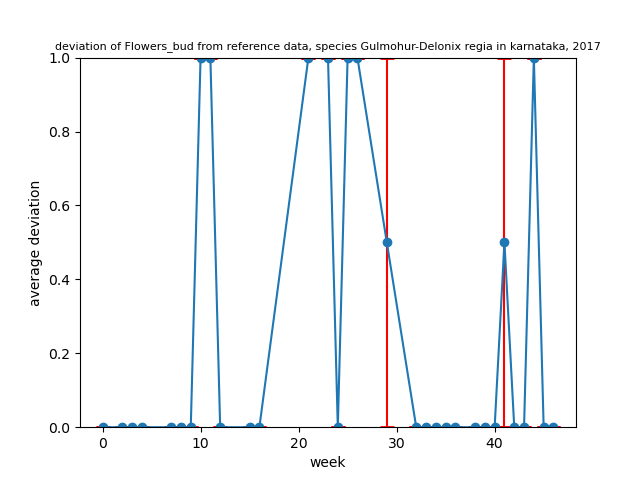 deviation of Flowers_bud from reference data, species Gulmohur-Delonix regia in karnataka, 2017
1.0
0.8
0.6
0.4
0.2
0.0
average deviation
0 10 20 30 40
week